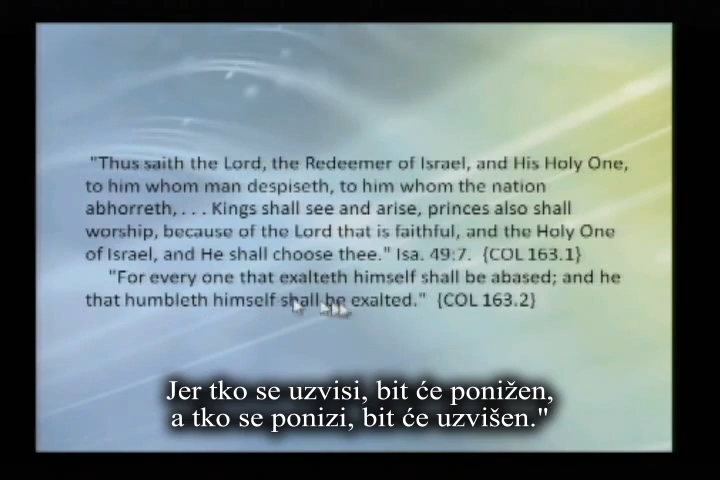 "Thus saith the Lord, the Redeemer of Israel, and His Holy One,
to him whom man despiseth, to him whom the nation
abhorreth, . . . Kings shall see and arise, princes also shall
worship, because of the Lord that is faithful, and the Holy One
of Israel, and He shall choose thee." Isa. 49:7. {COL 163.1}
"For every one that exalteth himself shall be abased; and he
that humbleth himself shall be exalted." {COL 163.2}
Jer tko se uzvisi, bit će ponižen,
a tko se ponizi, bit će uzvišen."